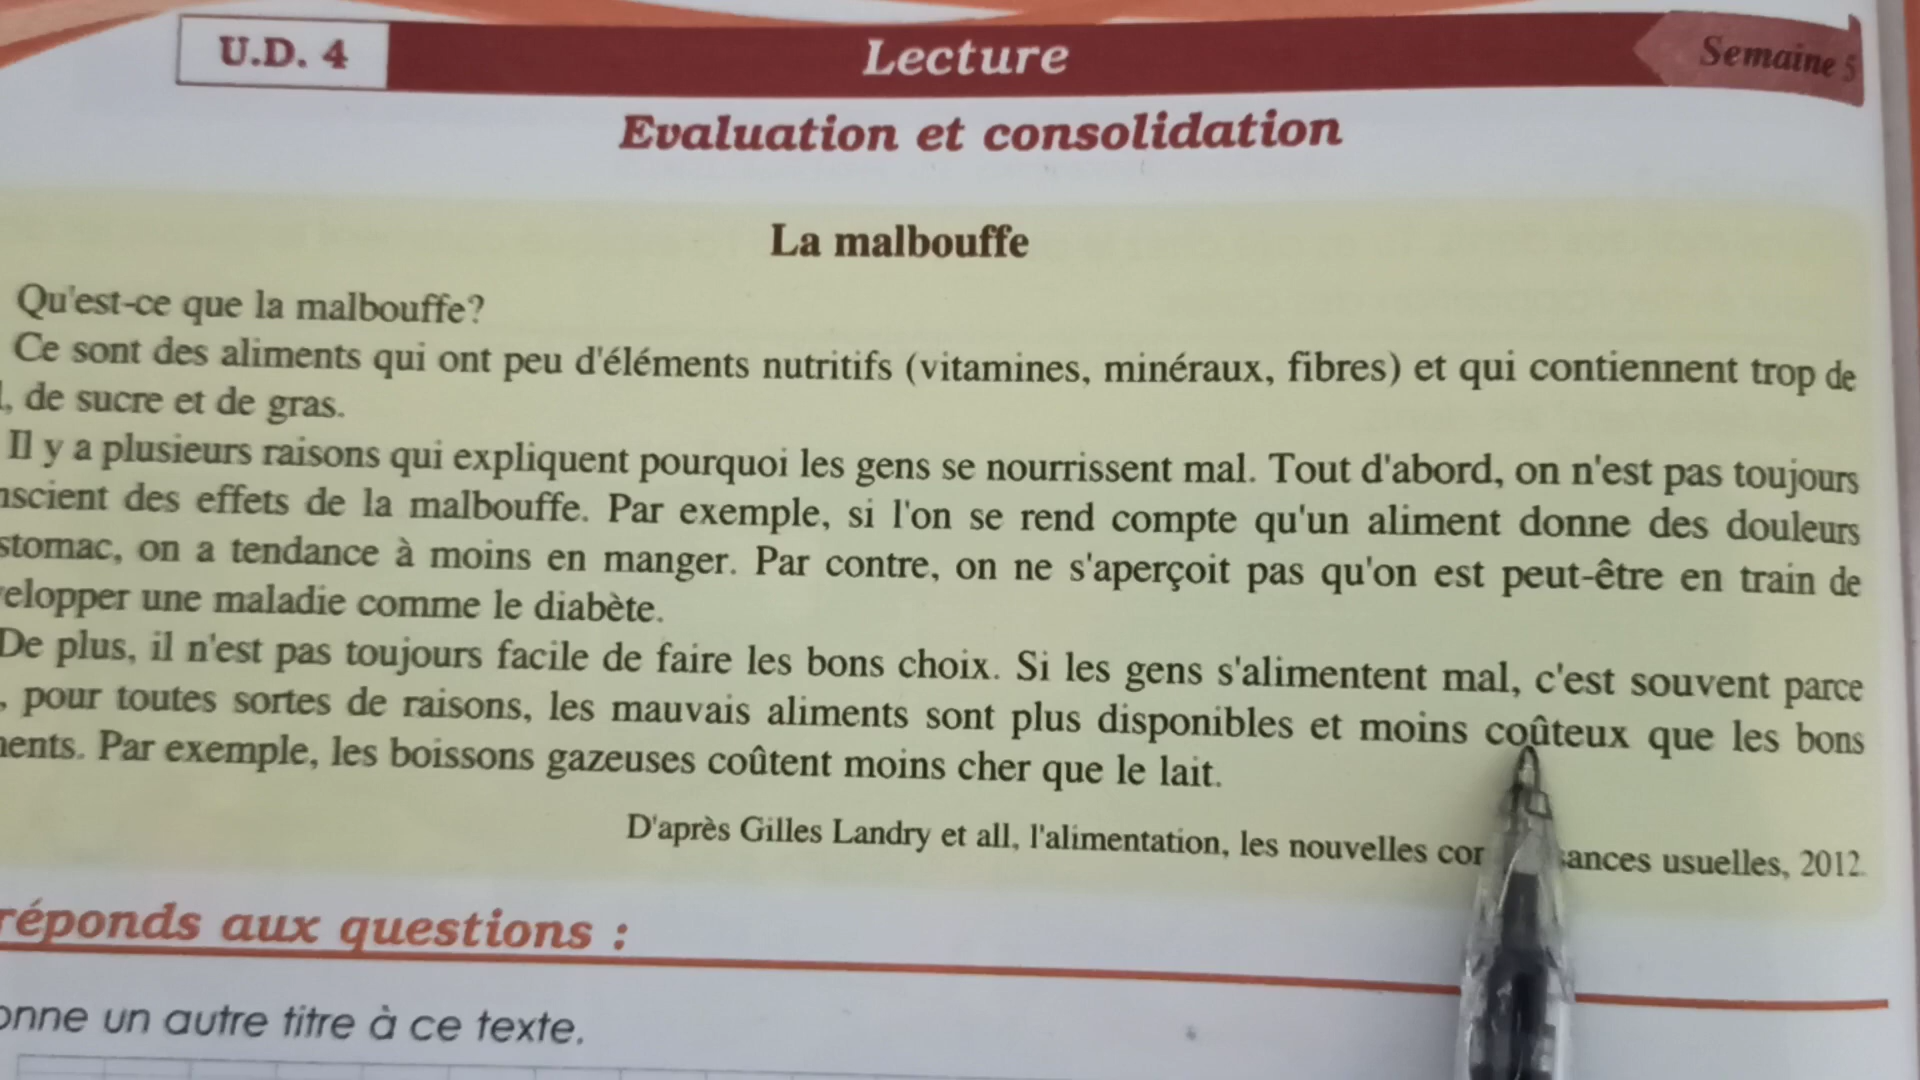 U.D. 4
Lecture
Semaine 5
Evaluation et consolidation
La malbouffe
Qu'est-ce que la malbouffe?
Ce sont des aliments qui ont peu d'éléments nutritifs (vitamines, minéraux, fibres) et qui contiennent trop de
, de sucre et de gras.
Il y a plusieurs raisons qui expliquent pourquoi les gens se nourrissent mal. Tout d'abord, on n'est pas toujours
scient des effets de la malbouffe. Par exemple, si l'on se rend compte qu'un aliment donne des douleurs
stomac, on a tendance à moins en manger. Par contre, on ne s'aperçoit pas qu'on est peut-être en train de
elopper une maladie comme le diabète.
De plus, il n'est pas toujours facile de faire les bons choix. Si les gens s'alimentent mal, c'est souvent parce
, pour toutes sortes de raisons, les mauvais aliments sont plus disponibles et moins coûteux que les bons
ents. Par exemple, les boissons gazeuses coûtent moins cher que le lait.
D'après Gilles Landry et all, l'alimentation, les nouvelles con sances usuelles, 2012.
réponds aux questions :
onne un autre titre à ce texte.